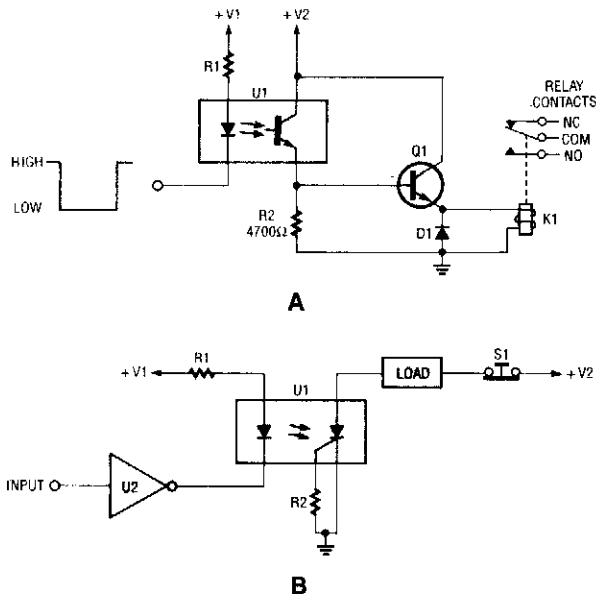 +V1
+V2
R1
U1
RELAY
CONTACTS
NC
COM
NO
Q1
HIGH
LOW
R2
4700Ω
D1
K1
A
R1
+V1
U1
LOAD
S1
+V2
INPUT
U2
R2
B